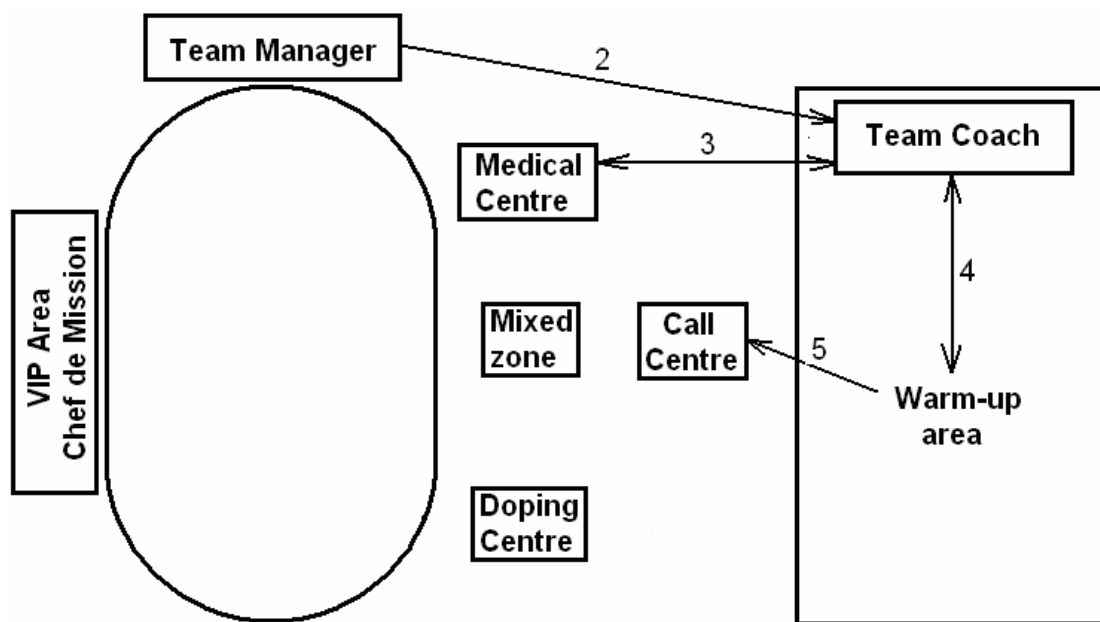 Team Manager
2
Team Coach
3
Medical
Centre
4
VIP Area
Chef de Mission
Mixed
zone
Call
Centre
5
Warm-up
area
Doping
Centre